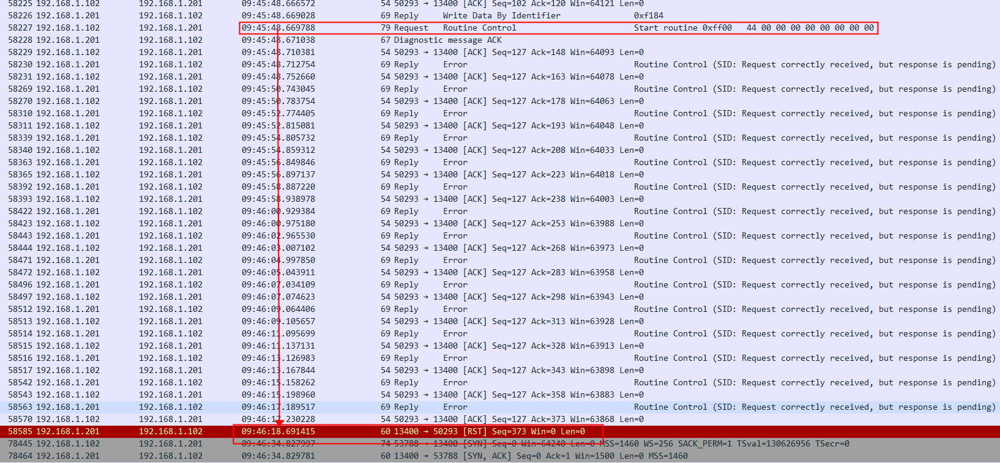 58225 192.168.1.102 192.168.1.201 09:45:48.666572 54 50293 → 13400 [ACK] Seq=102 Ack=120 Win=64121 Len=0
58226 192.168.1.201 192.168.1.102 09:45:48.669028 69 Reply Write Data By Identifier 0xf184
58227 192.168.1.102 192.168.1.201 09:45:48.669788 79 Request Routine Control Start routine 0xff00 44 00 00 00 00 00 00 00 00
58228 192.168.1.201 192.168.1.102 09:45:48.671038 67 Diagnostic message ACK
58229 192.168.1.102 192.168.1.201 09:45:48.710381 54 50293 → 13400 [ACK] Seq=127 Ack=148 Win=64093 Len=0
58230 192.168.1.201 192.168.1.102 09:45:48.712754 69 Reply Error Routine Control (SID: Request correctly received, but response is pending)
58231 192.168.1.102 192.168.1.201 09:45:48.752660 54 50293 → 13400 [ACK] Seq=127 Ack=163 Win=64078 Len=0
58269 192.168.1.201 192.168.1.102 09:45:50.743045 69 Reply Error Routine Control (SID: Request correctly received, but response is pending)
58270 192.168.1.102 192.168.1.201 09:45:50.783754 54 50293 → 13400 [ACK] Seq=127 Ack=178 Win=64063 Len=0
58310 192.168.1.201 192.168.1.102 09:45:52.774405 69 Reply Error Routine Control (SID: Request correctly received, but response is pending)
58311 192.168.1.102 192.168.1.201 09:45:52.815081 54 50293 → 13400 [ACK] Seq=127 Ack=193 Win=64048 Len=0
58339 192.168.1.201 192.168.1.102 09:45:54.805732 69 Reply Error Routine Control (SID: Request correctly received, but response is pending)
58340 192.168.1.102 192.168.1.201 09:45:54.859312 54 50293 → 13400 [ACK] Seq=127 Ack=208 Win=64033 Len=0
58363 192.168.1.201 192.168.1.102 09:45:56.849846 69 Reply Error Routine Control (SID: Request correctly received, but response is pending)
58365 192.168.1.102 192.168.1.201 09:45:56.897137 54 50293 → 13400 [ACK] Seq=127 Ack=223 Win=64018 Len=0
58392 192.168.1.201 192.168.1.102 09:45:58.887220 69 Reply Error Routine Control (SID: Request correctly received, but response is pending)
58393 192.168.1.102 192.168.1.201 09:45:58.938978 54 50293 → 13400 [ACK] Seq=127 Ack=238 Win=64003 Len=0
58422 192.168.1.201 192.168.1.102 09:46:00.929384 69 Reply Error Routine Control (SID: Request correctly received, but response is pending)
58423 192.168.1.102 192.168.1.201 09:46:00.975180 54 50293 → 13400 [ACK] Seq=127 Ack=253 Win=63988 Len=0
58443 192.168.1.201 192.168.1.102 09:46:02.965530 69 Reply Error Routine Control (SID: Request correctly received, but response is pending)
58444 192.168.1.102 192.168.1.201 09:46:03.007102 54 50293 → 13400 [ACK] Seq=127 Ack=268 Win=63973 Len=0
58471 192.168.1.201 192.168.1.102 09:46:04.997850 69 Reply Error Routine Control (SID: Request correctly received, but response is pending)
58472 192.168.1.102 192.168.1.201 09:46:05.043911 54 50293 → 13400 [ACK] Seq=127 Ack=283 Win=63958 Len=0
58496 192.168.1.201 192.168.1.102 09:46:07.034109 69 Reply Error Routine Control (SID: Request correctly received, but response is pending)
58497 192.168.1.102 192.168.1.201 09:46:07.074623 54 50293 → 13400 [ACK] Seq=127 Ack=298 Win=63943 Len=0
58512 192.168.1.201 192.168.1.102 09:46:09.064406 69 Reply Error Routine Control (SID: Request correctly received, but response is pending)
58513 192.168.1.102 192.168.1.201 09:46:09.105657 54 50293 → 13400 [ACK] Seq=127 Ack=313 Win=63928 Len=0
58514 192.168.1.201 192.168.1.102 09:46:11.095699 69 Reply Error Routine Control (SID: Request correctly received, but response is pending)
58515 192.168.1.102 192.168.1.201 09:46:11.137131 54 50293 → 13400 [ACK] Seq=127 Ack=328 Win=63913 Len=0
58516 192.168.1.201 192.168.1.102 09:46:13.126983 69 Reply Error Routine Control (SID: Request correctly received, but response is pending)
58517 192.168.1.102 192.168.1.201 09:46:13.167844 54 50293 → 13400 [ACK] Seq=127 Ack=343 Win=63898 Len=0
58542 192.168.1.201 192.168.1.102 09:46:15.158262 69 Reply Error Routine Control (SID: Request correctly received, but response is pending)
58543 192.168.1.102 192.168.1.201 09:46:15.198960 54 50293 → 13400 [ACK] Seq=127 Ack=358 Win=63883 Len=0
58563 192.168.1.201 192.168.1.102 09:46:17.189517 69 Reply Error Routine Control (SID: Request correctly received, but response is pending)
58570 192.168.1.102 192.168.1.201 09:46:17.230228 54 50293 → 13400 [ACK] Seq=127 Ack=373 Win=63868 Len=0
58585 192.168.1.201 192.168.1.102 09:46:18.691415 60 13400 → 50293 [RST] Seq=373 Win=0 Len=0
78445 192.168.1.102 192.168.1.201 09:46:34.827997 74 53788 → 13400 [SYN] Seq=0 Win=64240 Len=0 MSS=1460 WS=256 SACK_PERM=1 TSval=130626956 TSecr=0
78464 192.168.1.201 192.168.1.102 09:46:34.829781 60 13400 → 53788 [SYN, ACK] Seq=0 Ack=1 Win=1500 Len=0 MSS=1460